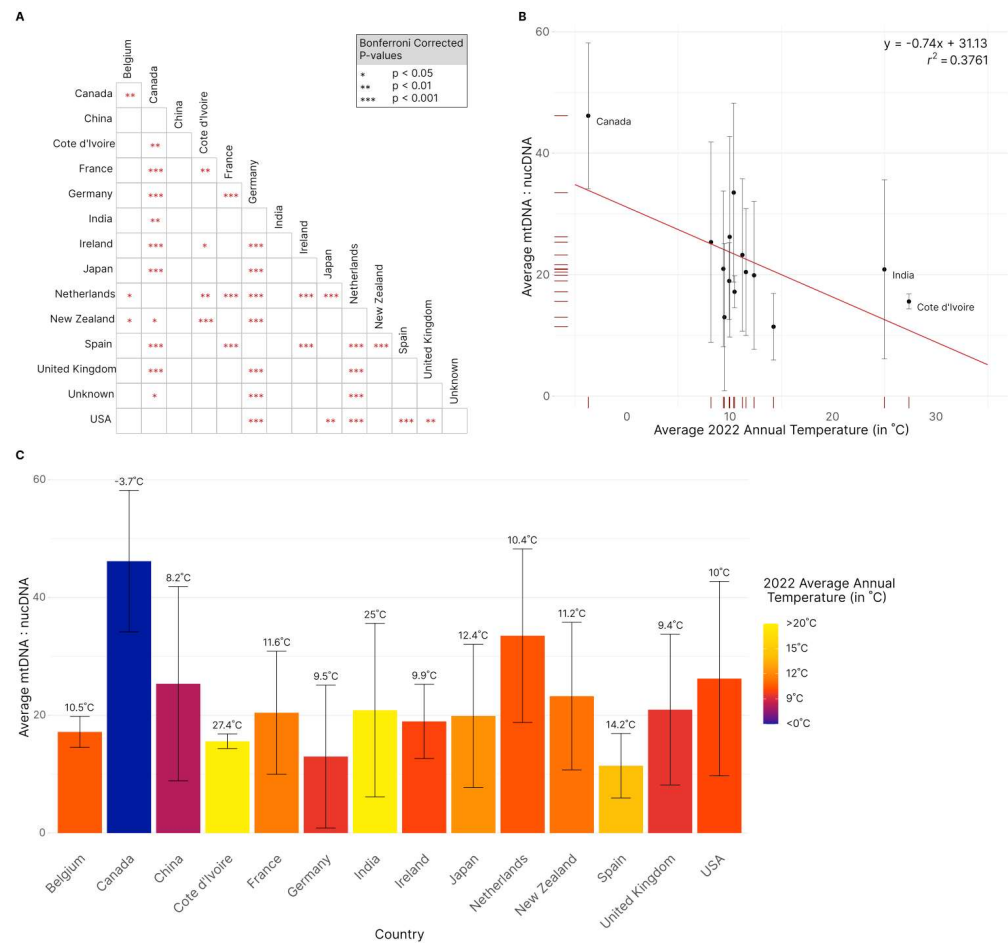 A
Bonferroni Corrected
P-values
* p < 0.05
** p < 0.01
*** p < 0.001
Belgium
Canada
China
Cote d'Ivoire
France
Germany
India
Ireland
Japan
Netherlands
New Zealand
Spain
United Kingdom
Unknown
Canada **
China
Cote d'Ivoire **
France *** **
Germany *** ***
India **
Ireland *** * ***
Japan *** ***
Netherlands * ** *** *** *** ***
New Zealand * * *** ***
Spain *** *** *** *** ***
United Kingdom *** *** ***
Unknown * *** ***
USA *** ** *** *** **
B
y = -0.74x + 31.13
r² = 0.3761
Average mtDNA : nucDNA
60
40
20
0
Canada
India
Cote d'Ivoire
0 10 20 30
Average 2022 Annual Temperature (in ˚C)
C
Average mtDNA : nucDNA
60
40
20
0
10.5˚C
-3.7˚C
8.2˚C
27.4˚C
11.6˚C
9.5˚C
25˚C
9.9˚C
12.4˚C
10.4˚C
11.2˚C
14.2˚C
9.4˚C
10˚C
Belgium
Canada
China
Cote d'Ivoire
France
Germany
India
Ireland
Japan
Netherlands
New Zealand
Spain
United Kingdom
USA
Country
2022 Average Annual
Temperature (in ˚C)
>20˚C
15˚C
12˚C
9˚C
<0˚C